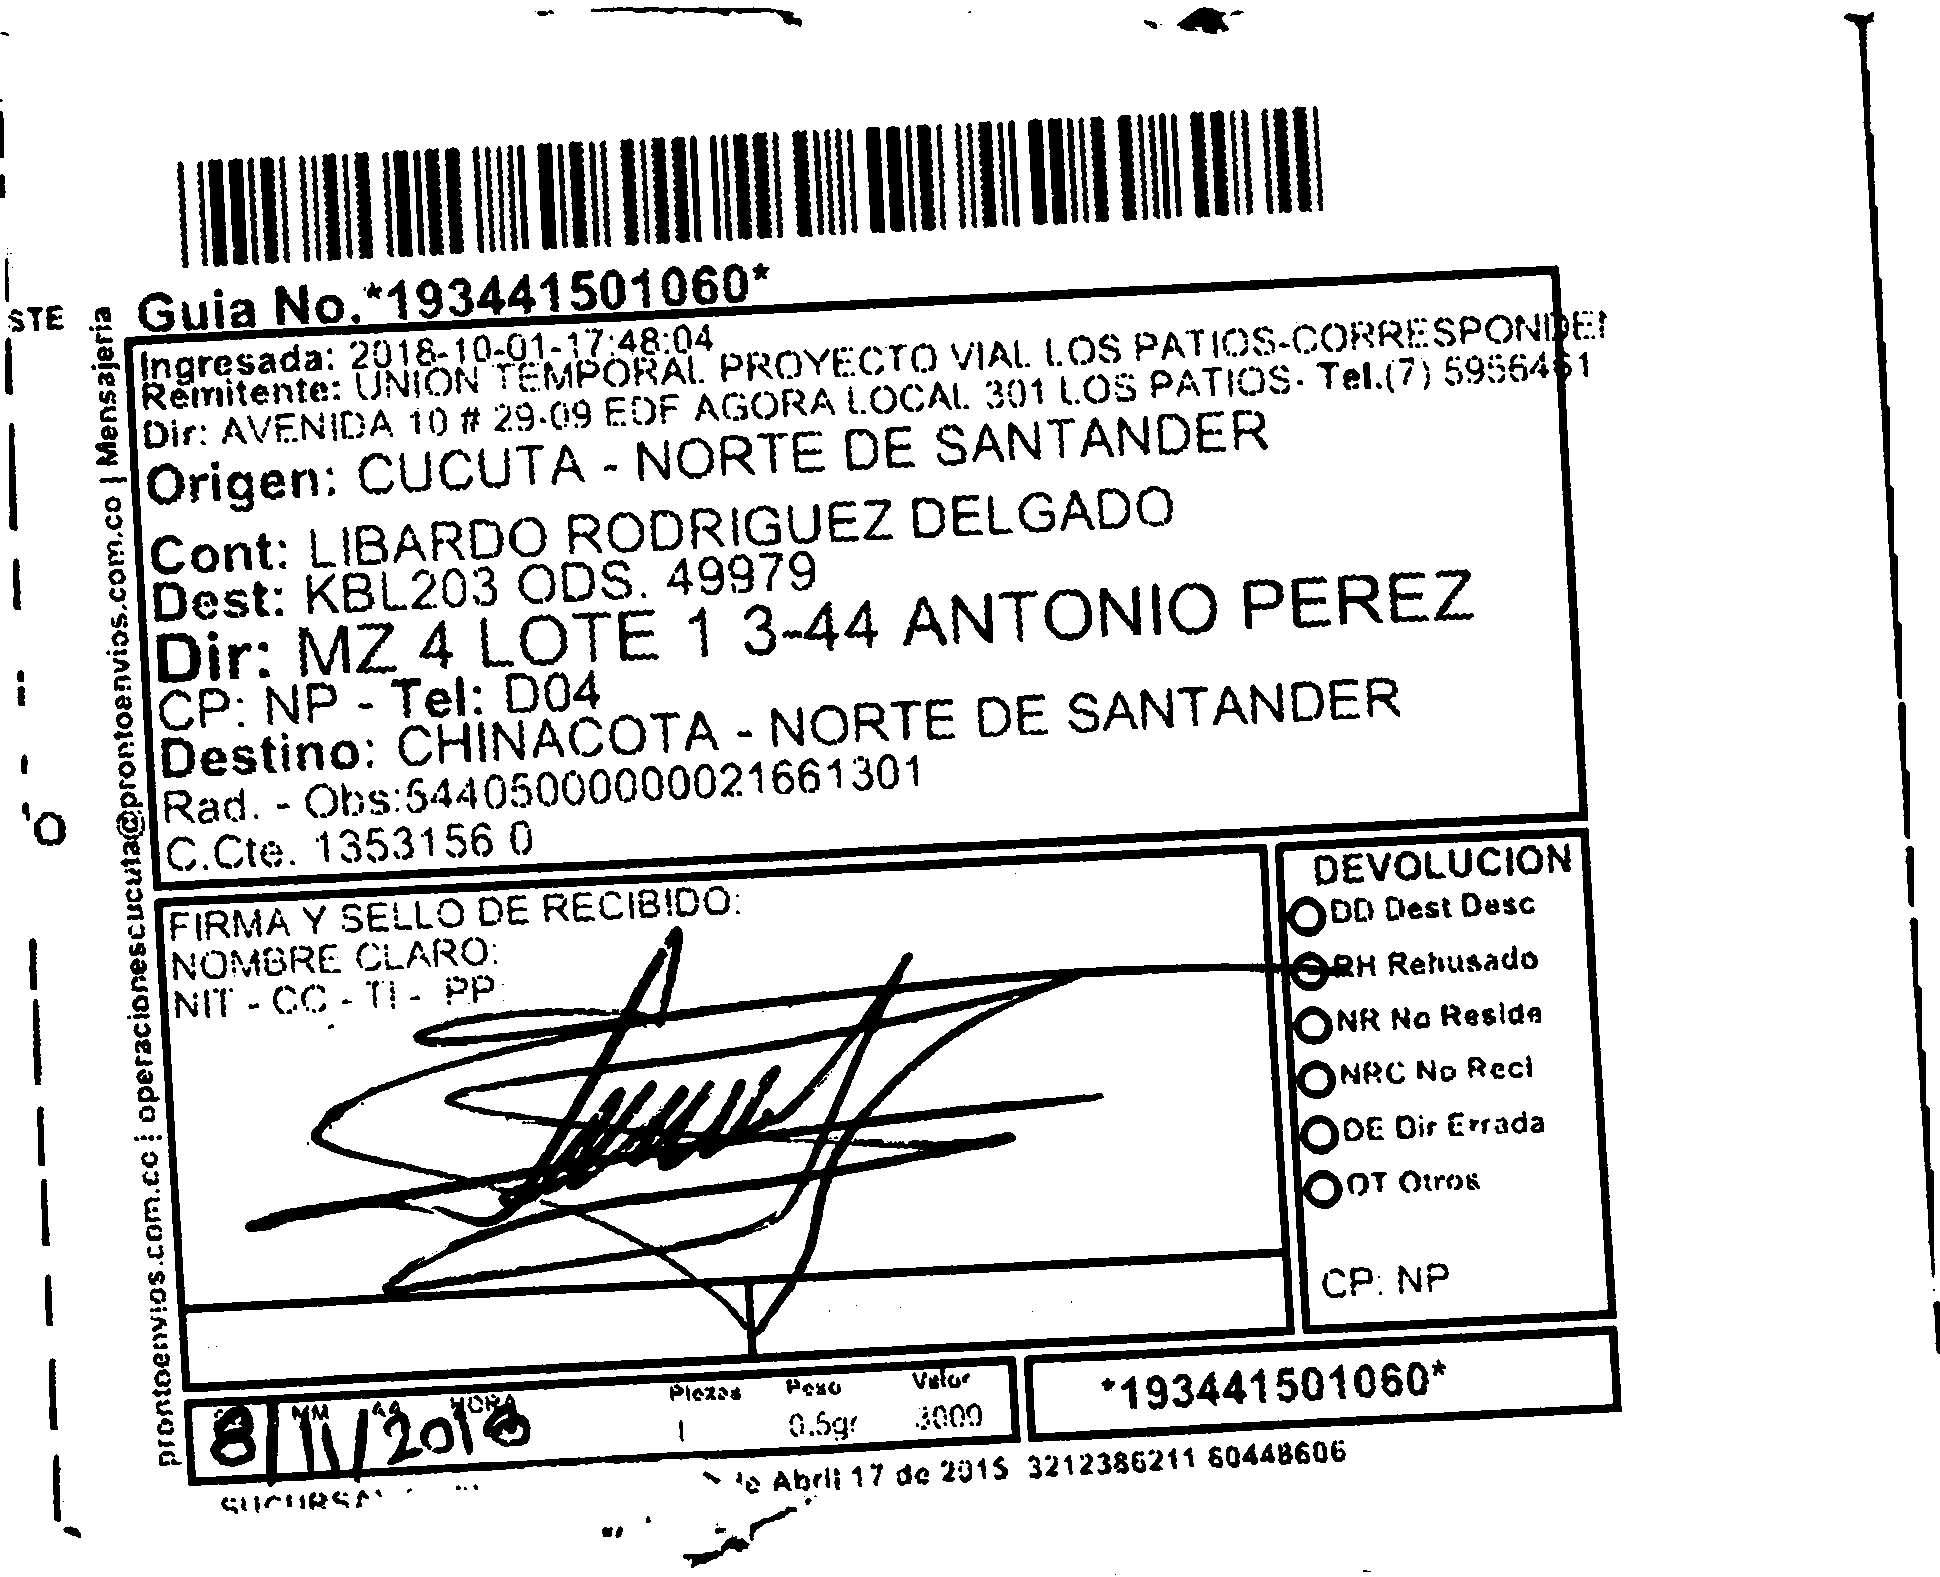 STE
Guia No.*193441501060*
Ingresada: 2018-10-01-17:48:04
Remitente: UNION TEMPORAL PROYECTO VIAL LOS PATIOS-CORRESPONDEN
Dir: AVENIDA 10 # 29-09 EDF AGORA LOCAL 301 LOS PATIOS- Tel.(7) 5956461
Origen: CUCUTA - NORTE DE SANTANDER
Cont: LIBARDO RODRIGUEZ DELGADO
Dest: KBL203 ODS. 49979
Dir: MZ 4 LOTE 1 3-44 ANTONIO PEREZ
CP: NP - Tel: D04
Destino: CHINACOTA - NORTE DE SANTANDER
Rad. - Obs:544050000000021661301
C.Cte. 1353156 0
prontoenvios.com.co | operacionescucuta@prontoenvios.com.co | Mensajeria
FIRMA Y SELLO DE RECIBIDO:
NOMBRE CLARO:
NIT - CC - TI - PP
DEVOLUCION
DD Dest Desc
RH Rehusado
NR No Reside
NRC No Recl
DE Dir Errada
OT Otros
CP: NP
MM AA HORA
8/11/2018
Piezas Peso Valor
1 0.5gr 3000
*193441501060*
de Abril 17 de 2015 3212386211 60448606